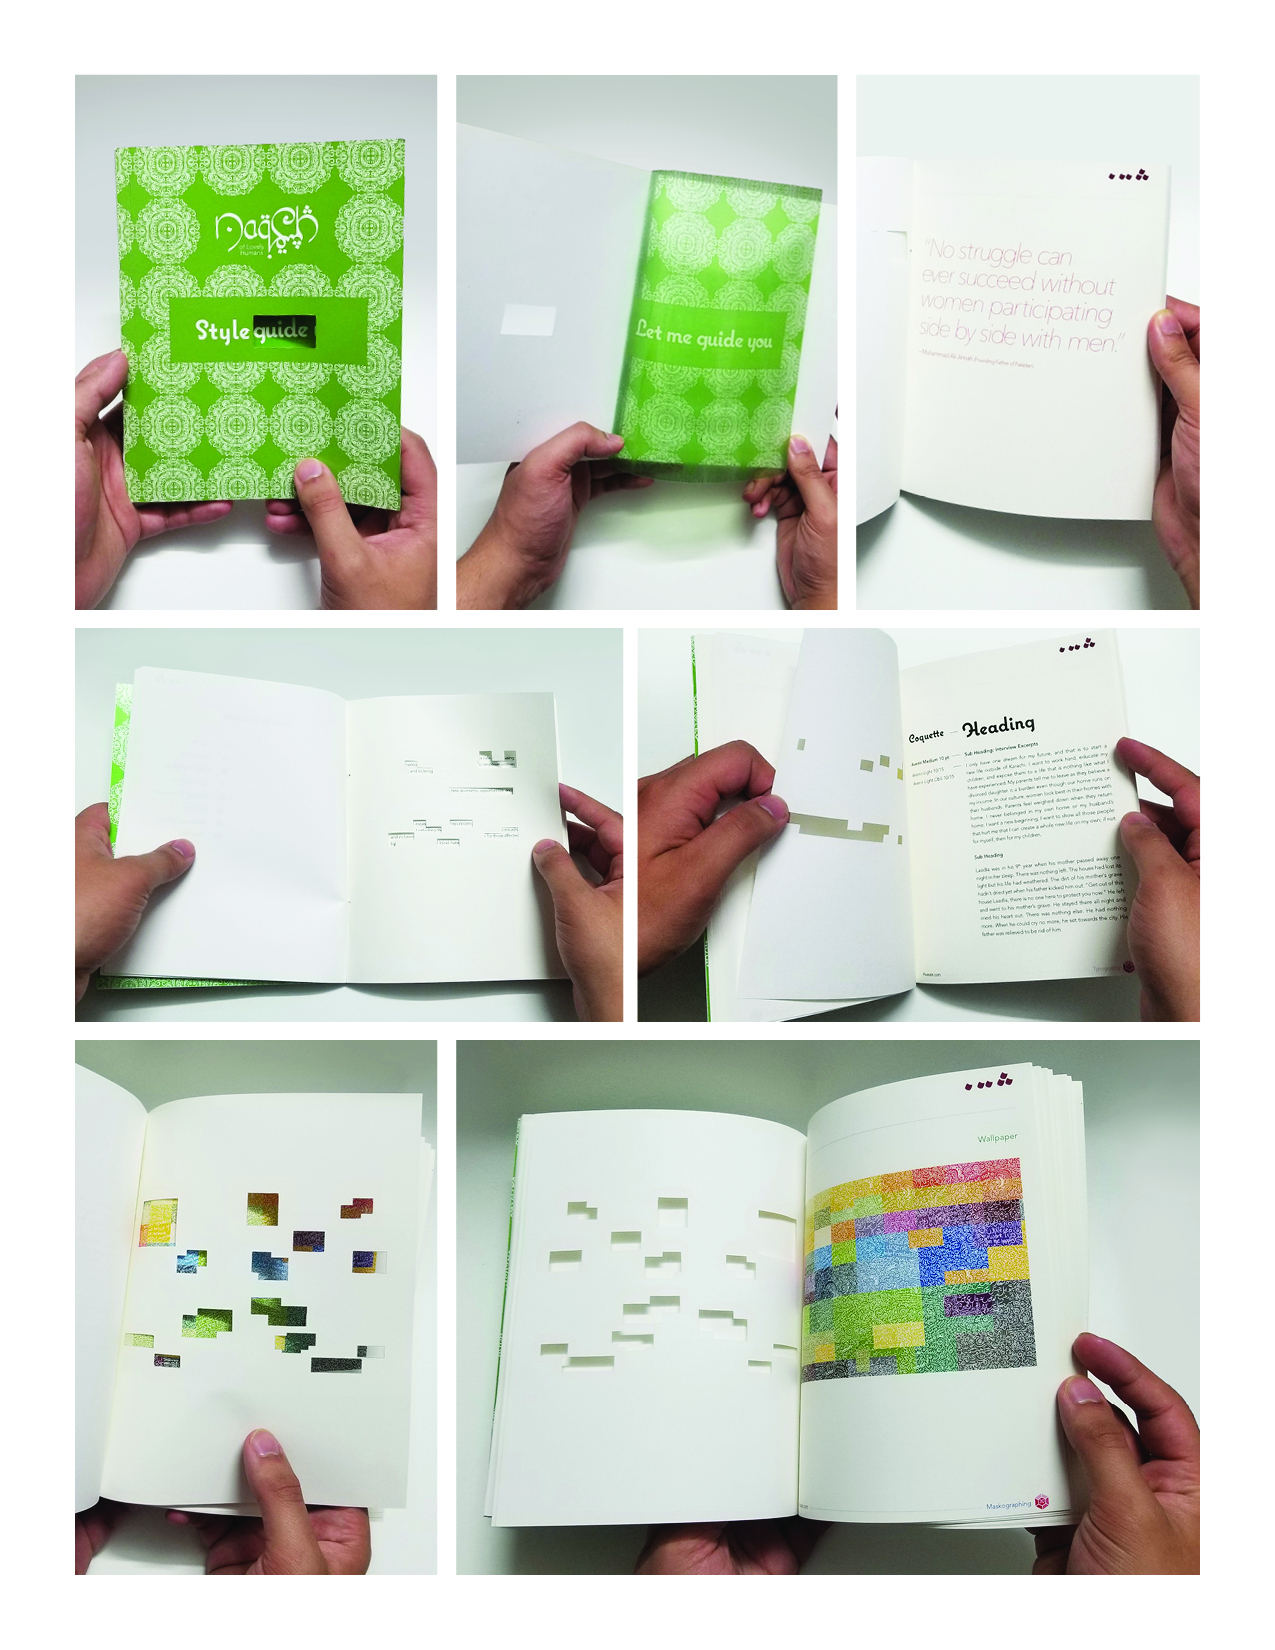 Naqsh نقش
of Lovely
Humans
Style guide
Let me guide you
“No struggle can
ever succeed without
women participating
side by side with men.”
- Muhammad Ali Jinnah (Founding Father of Pakistan)
Coquette — Heading
Sub Heading: Interview Excerpts
Avenir Medium 10 pt
Avenir Light 10/15
I only have one dream for my future, and that is to start a
new life outside of Karachi. I want to work hard, educate my
children, and expose them to a life that is nothing like what I
have experienced. My parents tell me to leave as they believe a
divorced daughter is a burden even though our home runs on
my income. In our culture, women look best in their homes with
their husbands. Parents feel weighed down when they return
home. I never belonged in my own home or my husband's
home. I want a new beginning. I want to show all those people
that hurt me that I can create a whole new life on my own; if not
for myself, then for my children.
Sub Heading
Laadla was in his 9th year when his mother passed away one
night in her sleep. There was nothing left. The house had lost its
light but his life had weathered. The dirt of his mother's grave
hadn't dried yet when his father kicked him out. "Get out of this
house Laadla, there is no one here to protect you now." He left
and went to his mother's grave. He stayed there all night and
cried his heart out. There was nothing else. He had nothing
more. When he could cry no more, he set towards the city. His
father was relieved to be rid of him.
Wallpaper
Maskographing